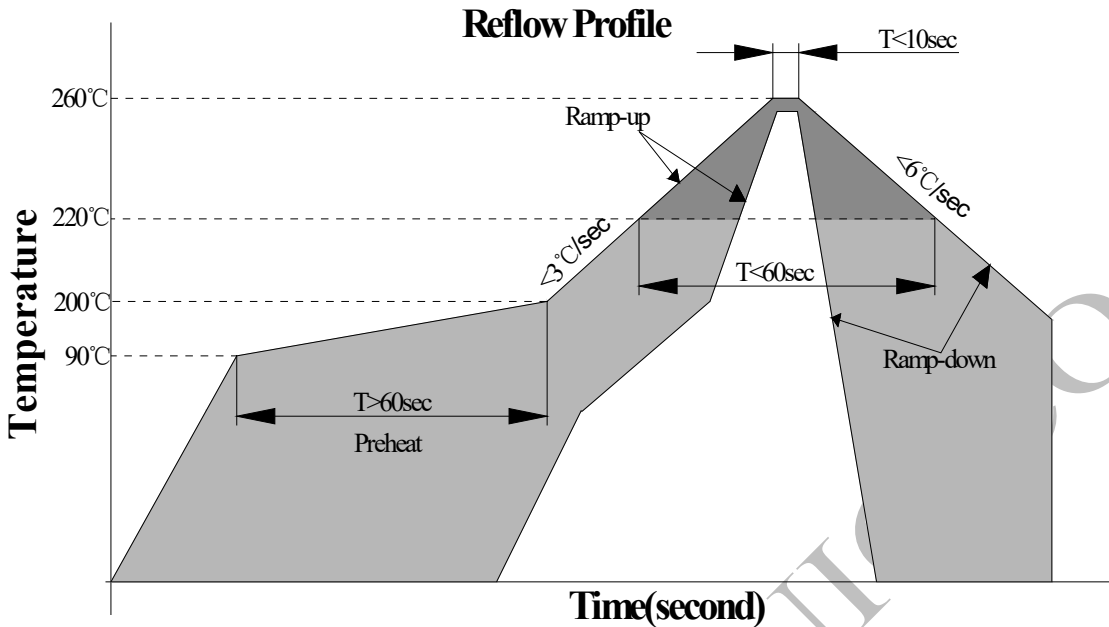 Reflow Profile
T<10sec
260℃
Ramp-up
<6℃/sec
220℃
<3℃/sec
T<60sec
200℃
90℃
Ramp-down
T>60sec
Preheat
Temperature
Time(second)